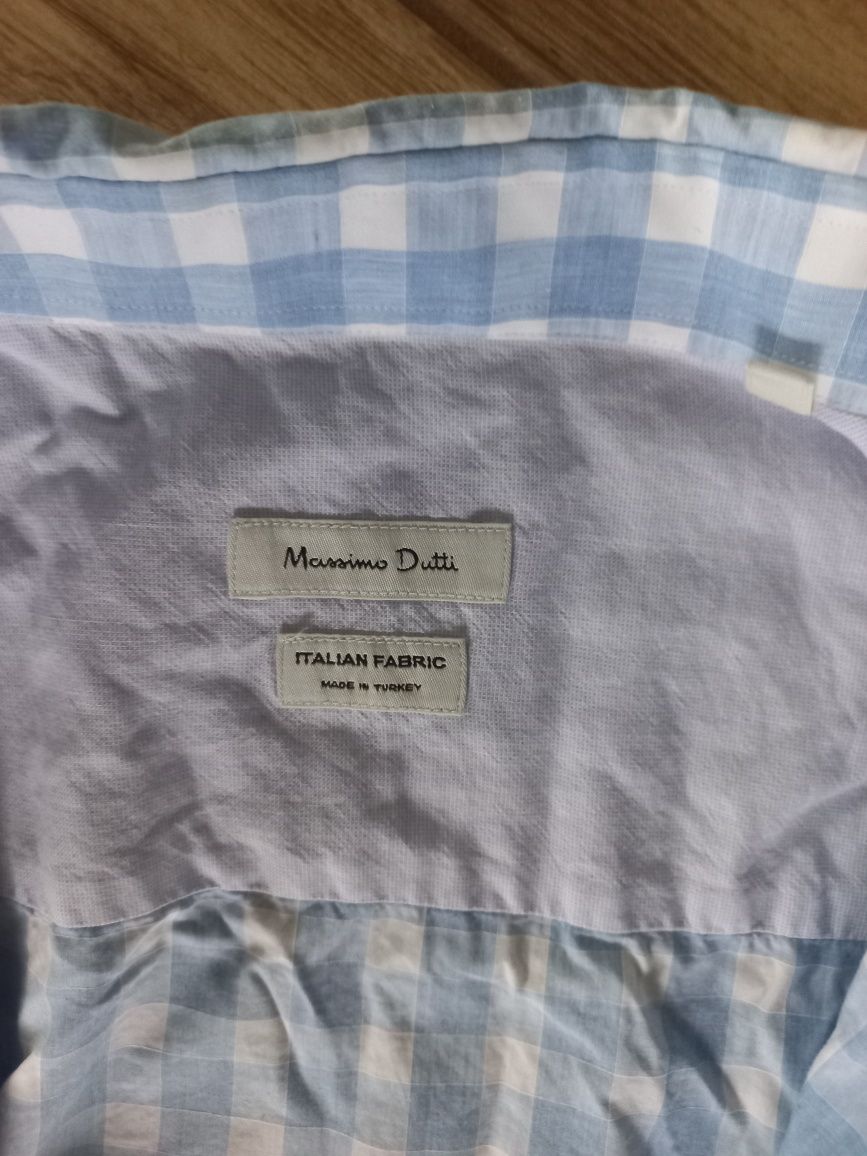 Massimo Dutti
ITALIAN FABRIC
MADE IN TURKEY